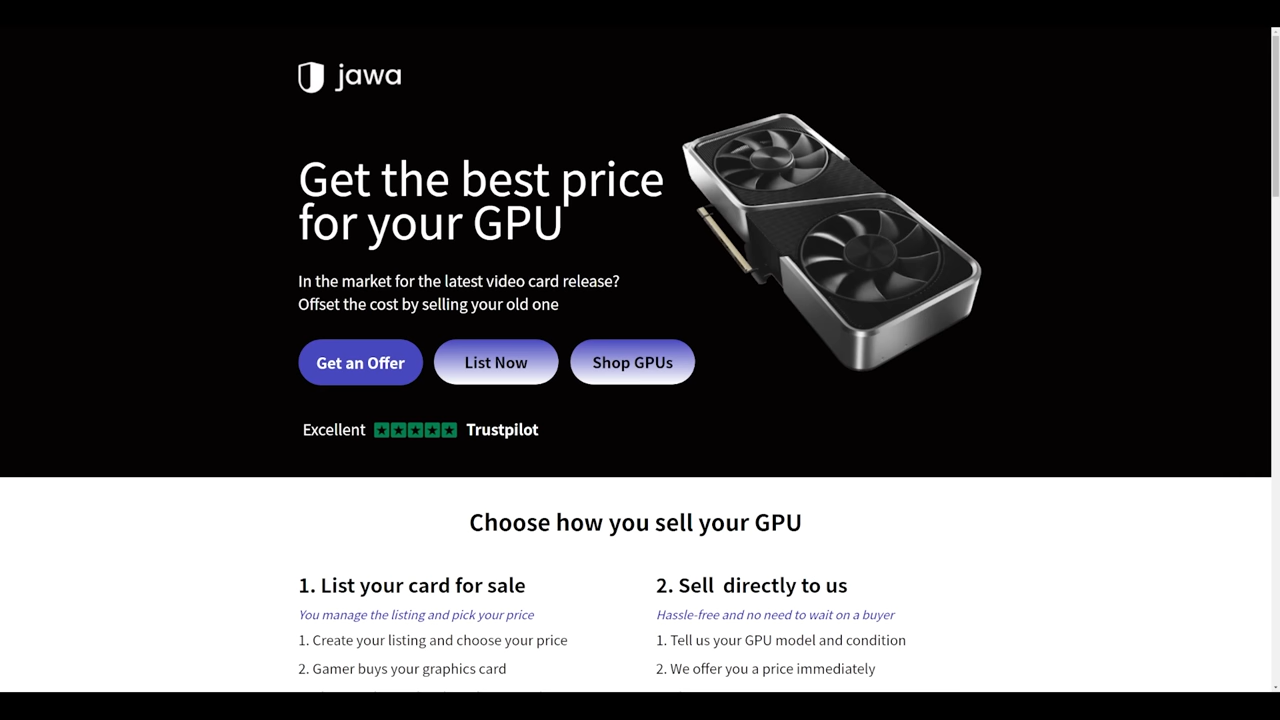 jawa
Get the best price
for your GPU
In the market for the latest video card release?
Offset the cost by selling your old one
Get an Offer
List Now
Shop GPUs
Excellent
Trustpilot
Choose how you sell your GPU
1. List your card for sale
You manage the listing and pick your price
1. Create your listing and choose your price
2. Gamer buys your graphics card
2. Sell directly to us
Hassle-free and no need to wait on a buyer
1. Tell us your GPU model and condition
2. We offer you a price immediately